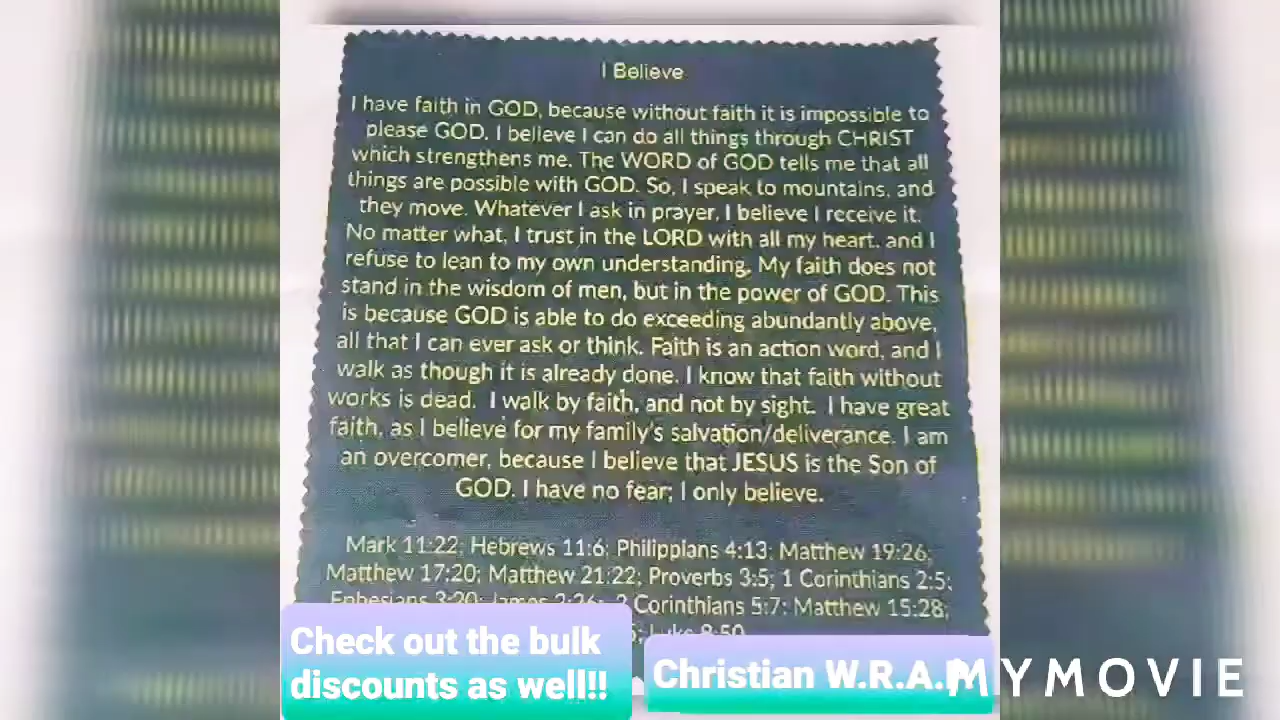 I Believe
I have faith in GOD, because without faith it is impossible to
please GOD. I believe I can do all things through CHRIST
which strengthens me. The WORD of GOD tells me that all
things are possible with GOD. So, I speak to mountains, and
they move. Whatever I ask in prayer, I believe I receive it.
No matter what, I trust in the LORD with all my heart, and I
refuse to lean to my own understanding. My faith does not
stand in the wisdom of men, but in the power of GOD. This
is because GOD is able to do exceeding abundantly above,
all that I can ever ask or think. Faith is an action word, and I
walk as though it is already done. I know that faith without
works is dead. I walk by faith, and not by sight. I have great
faith, as I believe for my family's salvation/deliverance. I am
an overcomer, because I believe that JESUS is the Son of
GOD. I have no fear; I only believe.
Mark 11:22; Hebrews 11:6; Philippians 4:13; Matthew 19:26;
Matthew 17:20; Matthew 21:22; Proverbs 3:5; 1 Corinthians 2:5;
Ephesians 3:20; James 2:26; 2 Corinthians 5:7; Matthew 15:28;
Luke 8:50
Check out the bulk
discounts as well!!
Christian W.R.A.P.
MYMOVIE